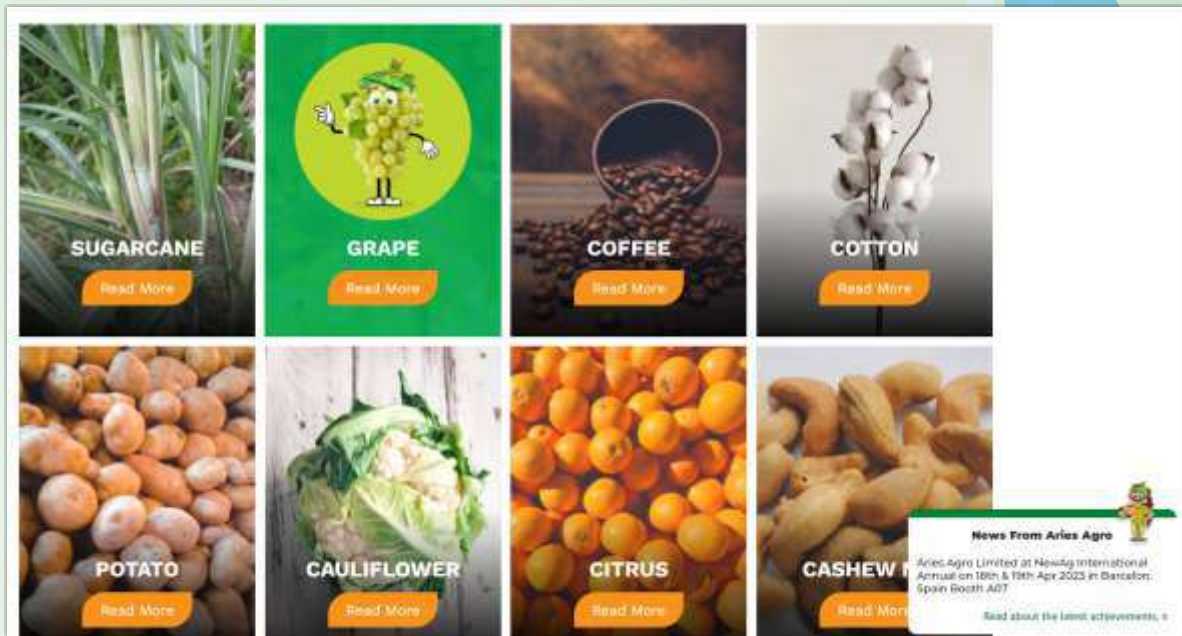 SUGARCANE
Read More
GRAPE
Read More
COFFEE
Read More
COTTON
Read More
POTATO
Read More
CAULIFLOWER
Read More
CITRUS
Read More
CASHEW
Read More
News From Aries Agro
Aries Agro Limited at NewAg International
Annual on 18th & 19th Apr 2023 in Barcelon,
Spain Booth A07
Read about the latest achievements,